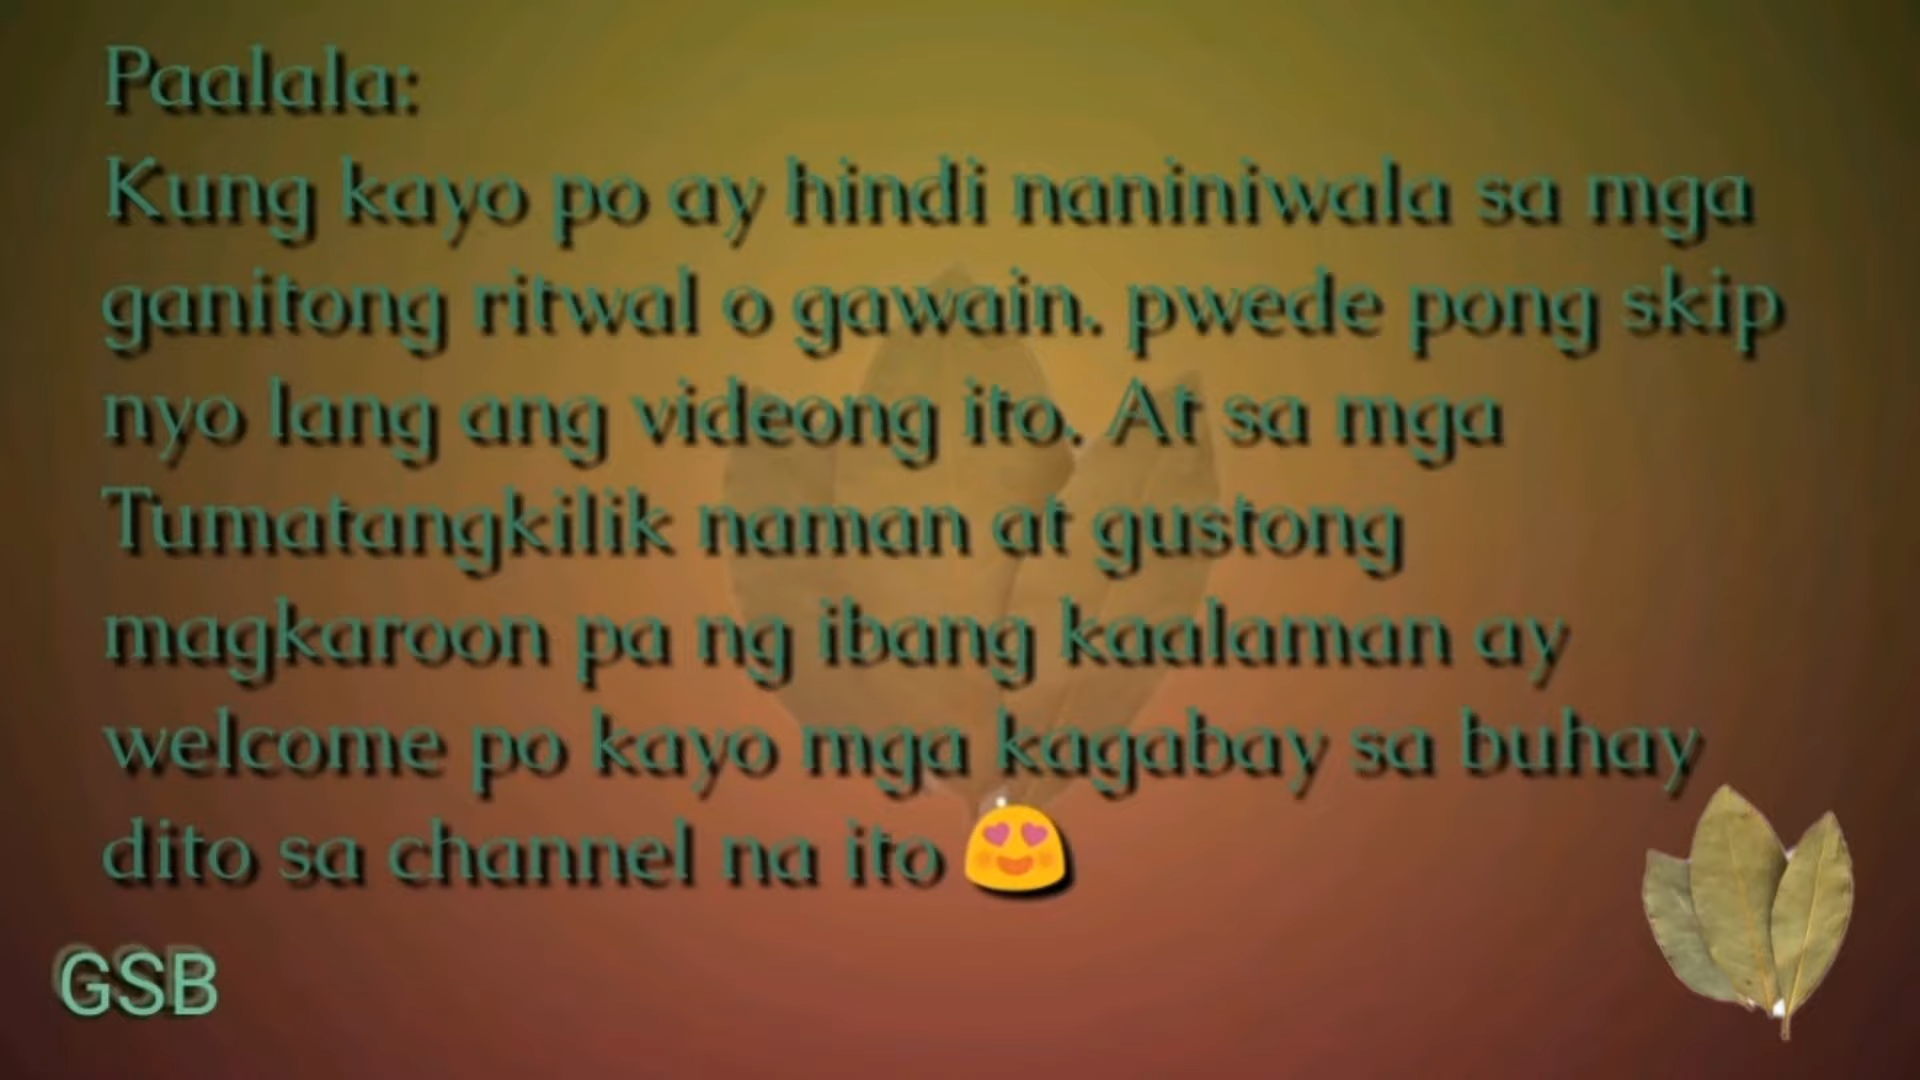 Paalala:
Kung kayo po ay hindi naniniwala sa mga
ganitong ritwal o gawain. pwede pong skip
nyo lang ang videong ito. At sa mga
Tumatangkilik naman at gustong
magkaroon pa ng ibang kaalaman ay
welcome po kayo mga kagabay sa buhay
dito sa channel na ito 😍
GSB